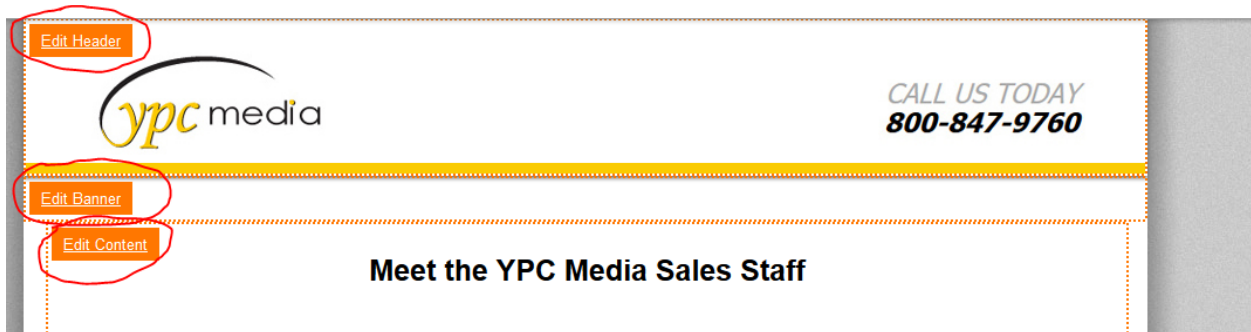 Edit Header
ypc media
CALL US TODAY
800-847-9760
Edit Banner
Edit Content
Meet the YPC Media Sales Staff